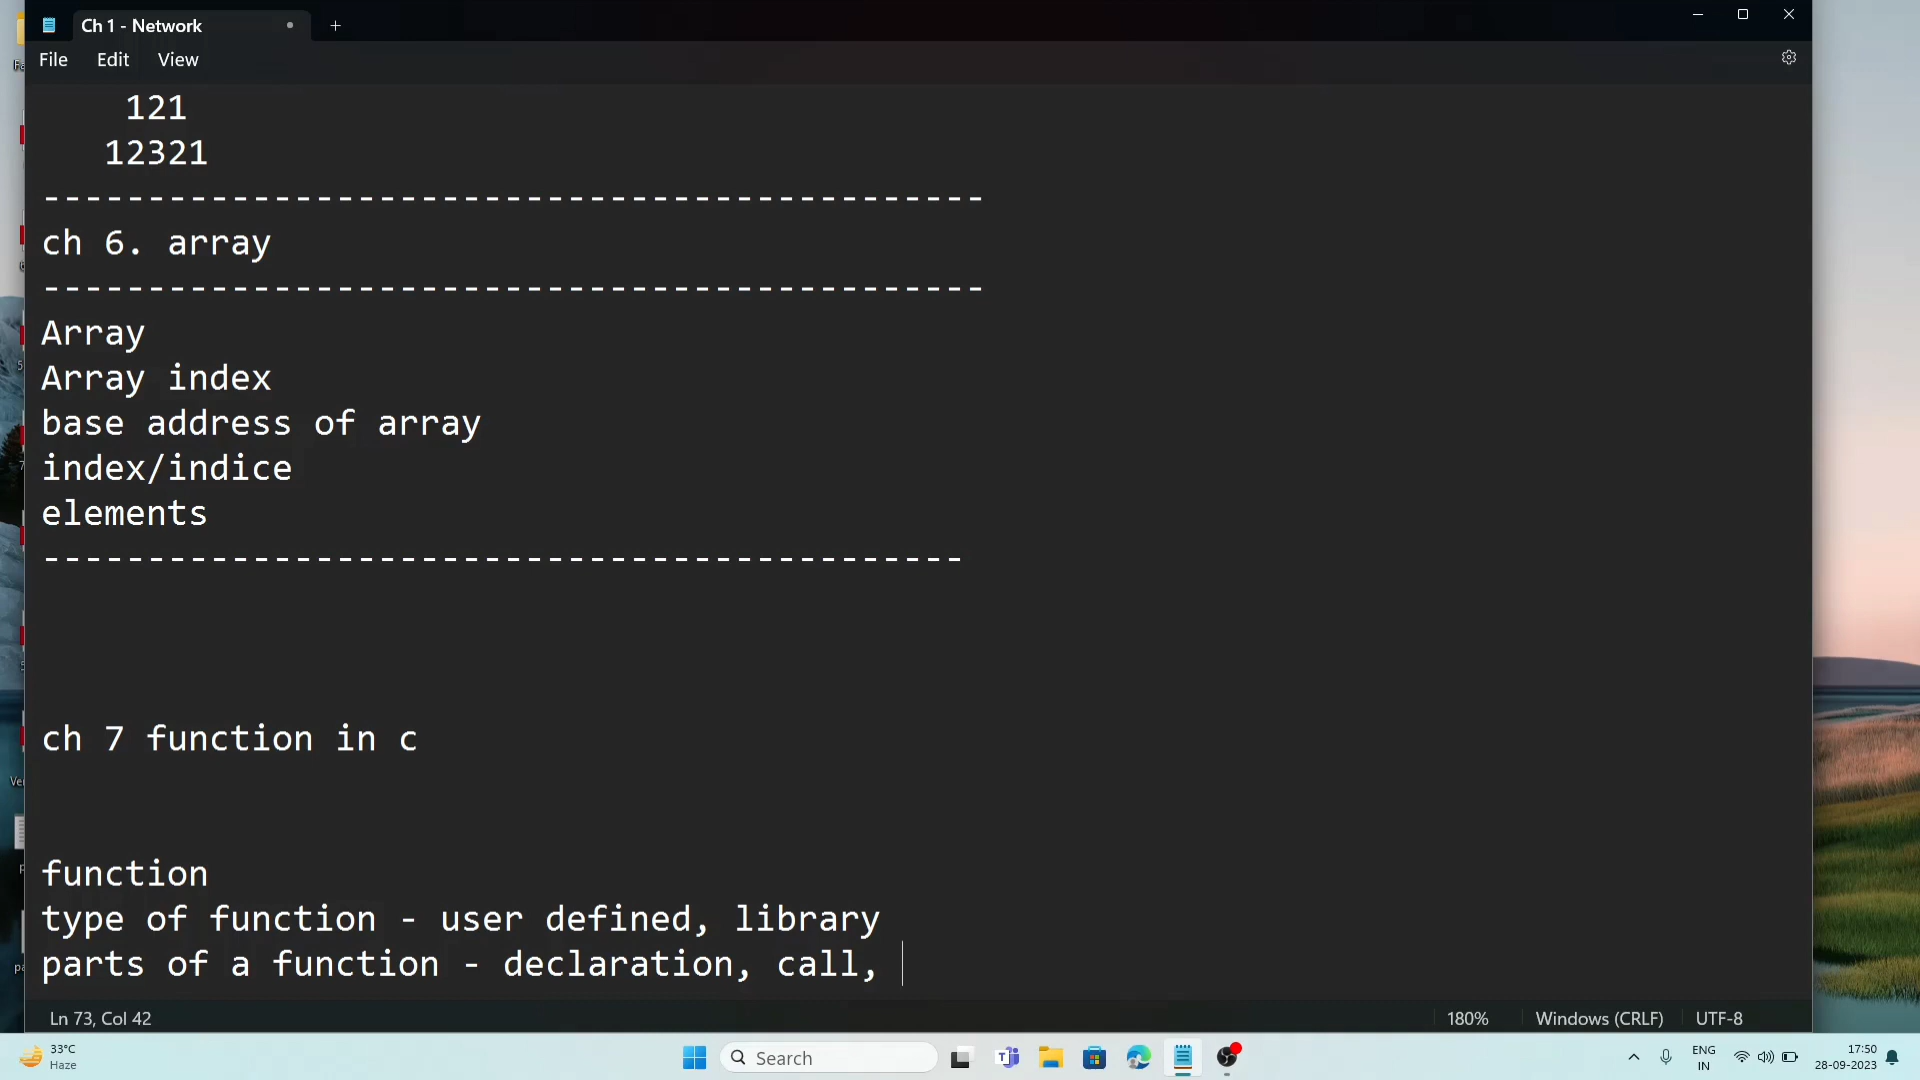 Ch 1 - Network
File Edit View
121
12321
---------------------------------------------
ch 6. array
---------------------------------------------
Array
Array index
base address of array
index/indice
elements
--------------------------------------------
ch 7 function in c
function
type of function - user defined, library
parts of a function - declaration, call,
Ln 73, Col 42 180% Windows (CRLF) UTF-8
33°C
Haze
Search
ENG
IN
17:50
28-09-2023